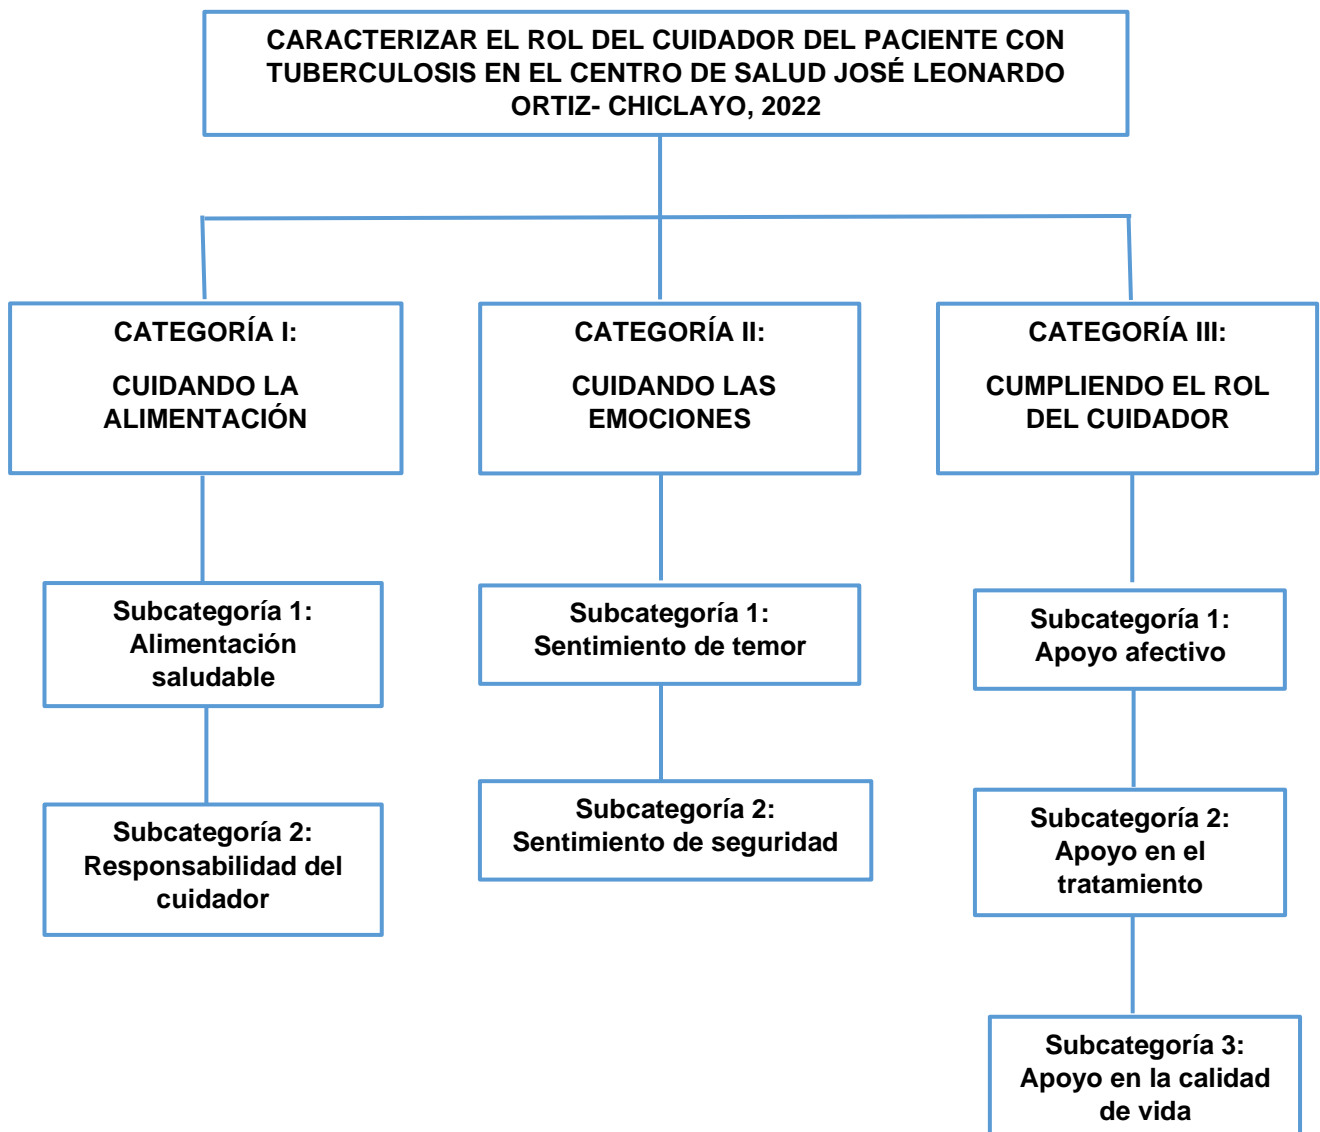 CARACTERIZAR EL ROL DEL CUIDADOR DEL PACIENTE CON
TUBERCULOSIS EN EL CENTRO DE SALUD JOSÉ LEONARDO
ORTIZ- CHICLAYO, 2022
CATEGORÍA I:
CUIDANDO LA
ALIMENTACIÓN
CATEGORÍA II:
CUIDANDO LAS
EMOCIONES
CATEGORÍA III:
CUMPLIENDO EL ROL
DEL CUIDADOR
Subcategoría 1:
Alimentación
saludable
Subcategoría 1:
Sentimiento de temor
Subcategoría 1:
Apoyo afectivo
Subcategoría 2:
Responsabilidad del
cuidador
Subcategoría 2:
Sentimiento de seguridad
Subcategoría 2:
Apoyo en el
tratamiento
Subcategoría 3:
Apoyo en la calidad
de vida